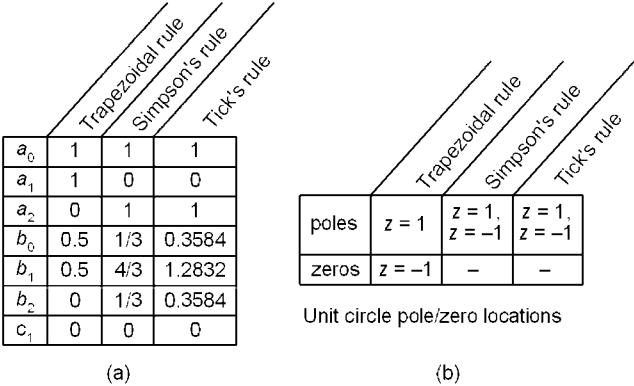 Trapezoidal rule Simpson's rule Tick's rule
a0 1 1 1
a1 1 0 0
a2 0 1 1
b0 0.5 1/3 0.3584
b1 0.5 4/3 1.2832
b2 0 1/3 0.3584
c1 0 0 0
(a)
Trapezoidal rule Simpson's rule Tick's rule
poles z = 1 z = 1, z = –1 z = 1, z = –1
zeros z = –1 – –
Unit circle pole/zero locations
(b)